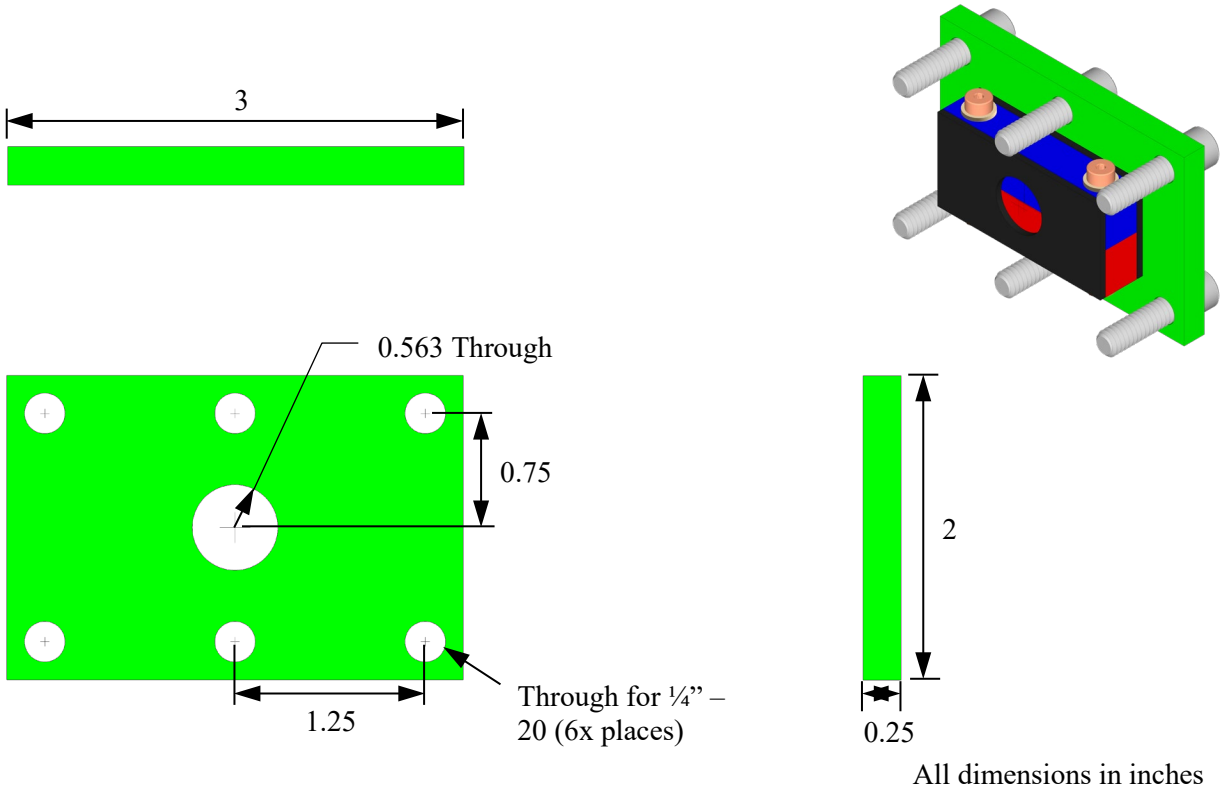 3
0.563 Through
0.75
2
1.25
Through for ¼” –
20 (6x places)
0.25
All dimensions in inches